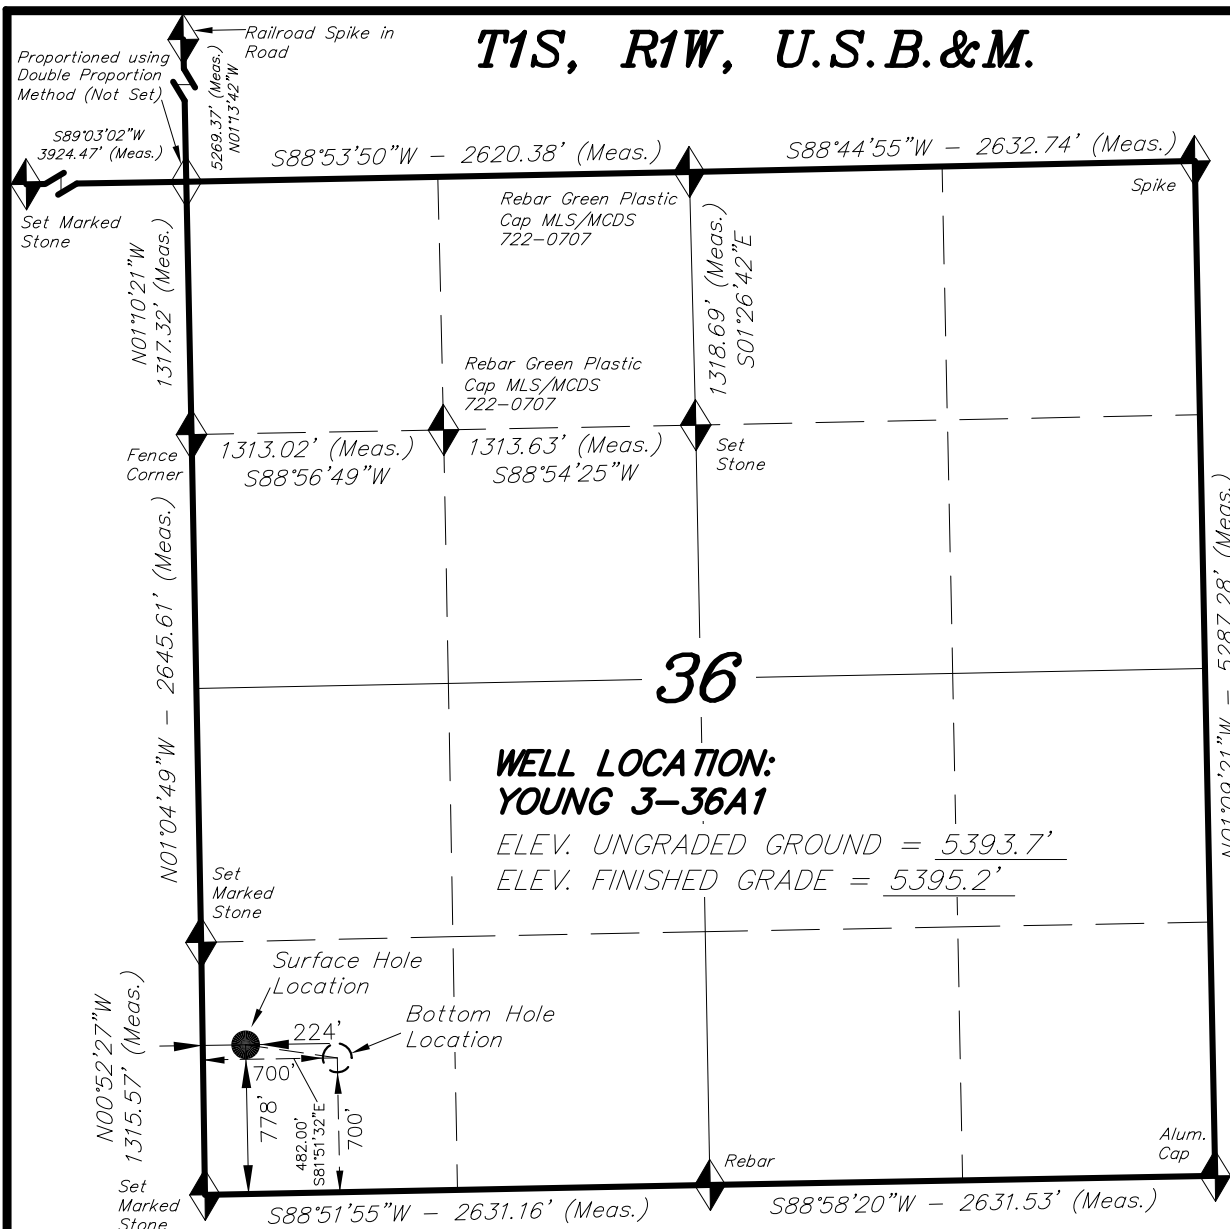 T1S, R1W, U.S.B.&M.
Railroad Spike in
Road
Proportioned using
Double Proportion
Method (Not Set)
5269.37' (Meas.)
N01°13'42"W
S89°03'02"W
3924.47' (Meas.)
S88°53'50"W - 2620.38' (Meas.)
S88°44'55"W - 2632.74' (Meas.)
Set Marked
Stone
Rebar Green Plastic
Cap MLS/MCDS
722-0707
Spike
N01°10'21"W
1317.32' (Meas.)
1318.69' (Meas.)
S01°26'42"E
Rebar Green Plastic
Cap MLS/MCDS
722-0707
Fence
Corner
1313.02' (Meas.)
S88°56'49"W
1313.63' (Meas.)
S88°54'25"W
Set
Stone
N01°04'49"W - 2645.61' (Meas.)
N01°09'21"W - 5287.28' (Meas.)
36
WELL LOCATION:
YOUNG 3-36A1
ELEV. UNGRADED GROUND = 5393.7'
ELEV. FINISHED GRADE = 5395.2'
Set
Marked
Stone
Surface Hole
Location
Bottom Hole
Location
224'
700'
778'
482.00'
S81°51'32"E
700'
N00°52'27"W
1315.57' (Meas.)
Set
Marked
Stone
Rebar
Alum.
Cap
S88°51'55"W - 2631.16' (Meas.)
S88°58'20"W - 2631.53' (Meas.)